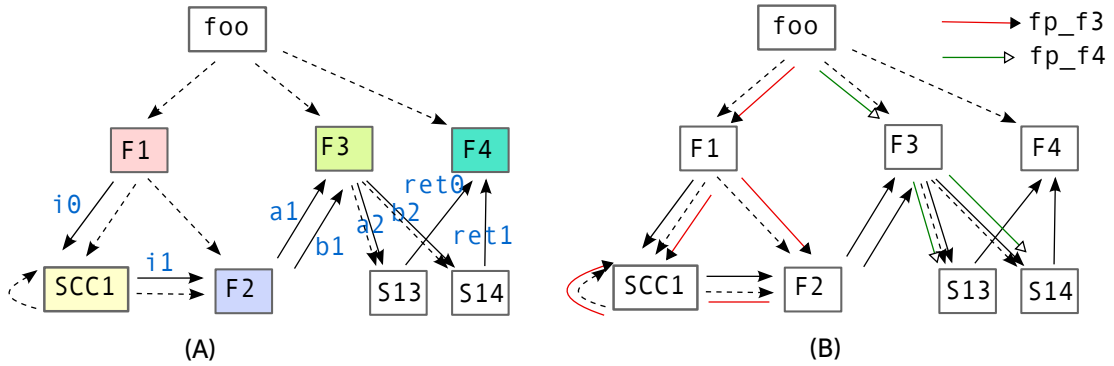 foo
F1
F3
F4
i0
a1
b1
a2
b2
ret0
ret1
SCC1
i1
F2
S13
S14
(A)
foo
fp_f3
fp_f4
F1
F3
F4
SCC1
F2
S13
S14
(B)